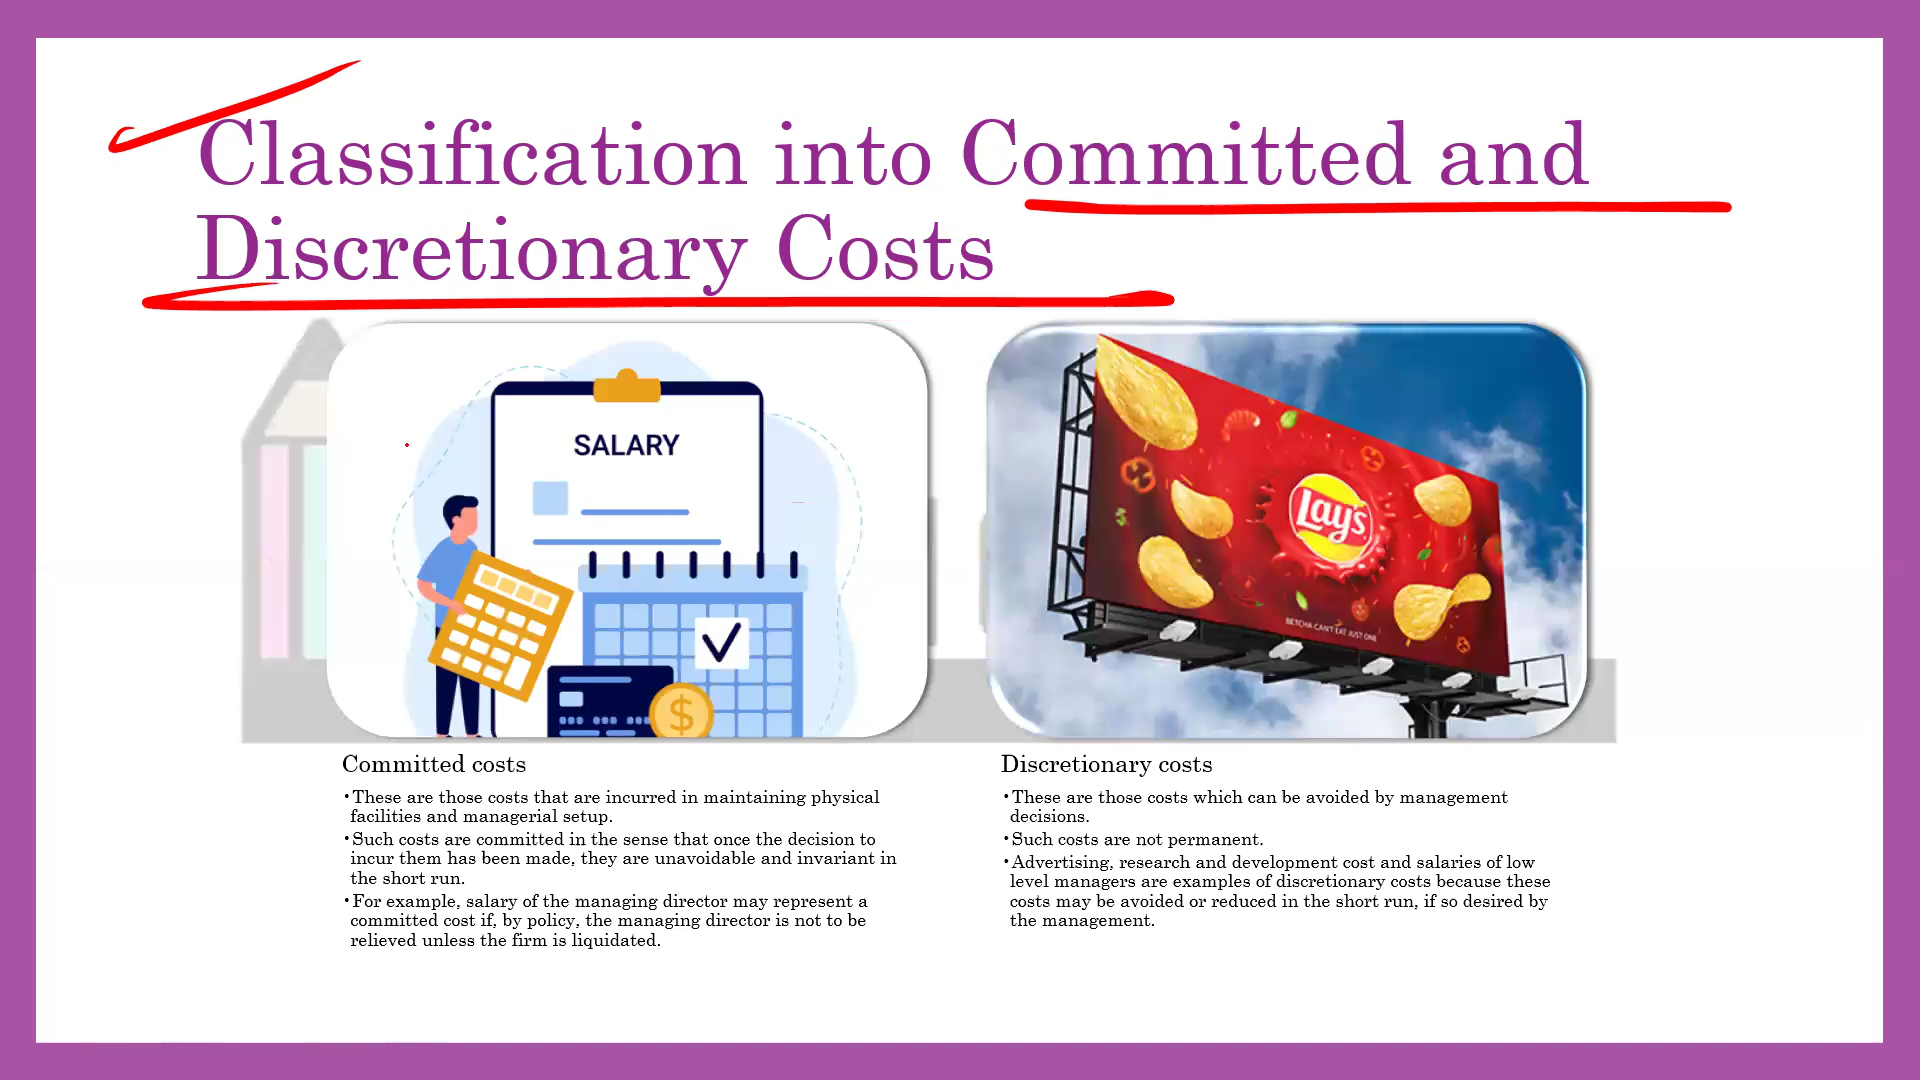 Classification into Committed and
Discretionary Costs
SALARY
$
Lay's
BETCHA CAN'T EAT JUST ONE
Committed costs
•These are those costs that are incurred in maintaining physical
facilities and managerial setup.
•Such costs are committed in the sense that once the decision to
incur them has been made, they are unavoidable and invariant in
the short run.
•For example, salary of the managing director may represent a
committed cost if, by policy, the managing director is not to be
relieved unless the firm is liquidated.
Discretionary costs
•These are those costs which can be avoided by management
decisions.
•Such costs are not permanent.
•Advertising, research and development cost and salaries of low
level managers are examples of discretionary costs because these
costs may be avoided or reduced in the short run, if so desired by
the management.